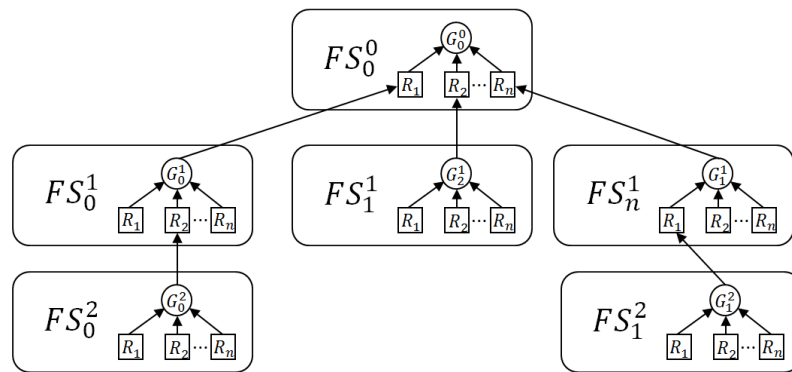 FS_0^0
G_0^0
R_1 R_2 ... R_n
FS_0^1
G_0^1
R_1 R_2 ... R_n
FS_1^1
G_2^1
R_1 R_2 ... R_n
FS_n^1
G_1^1
R_1 R_2 ... R_n
FS_0^2
G_0^2
R_1 R_2 ... R_n
FS_1^2
G_1^2
R_1 R_2 ... R_n